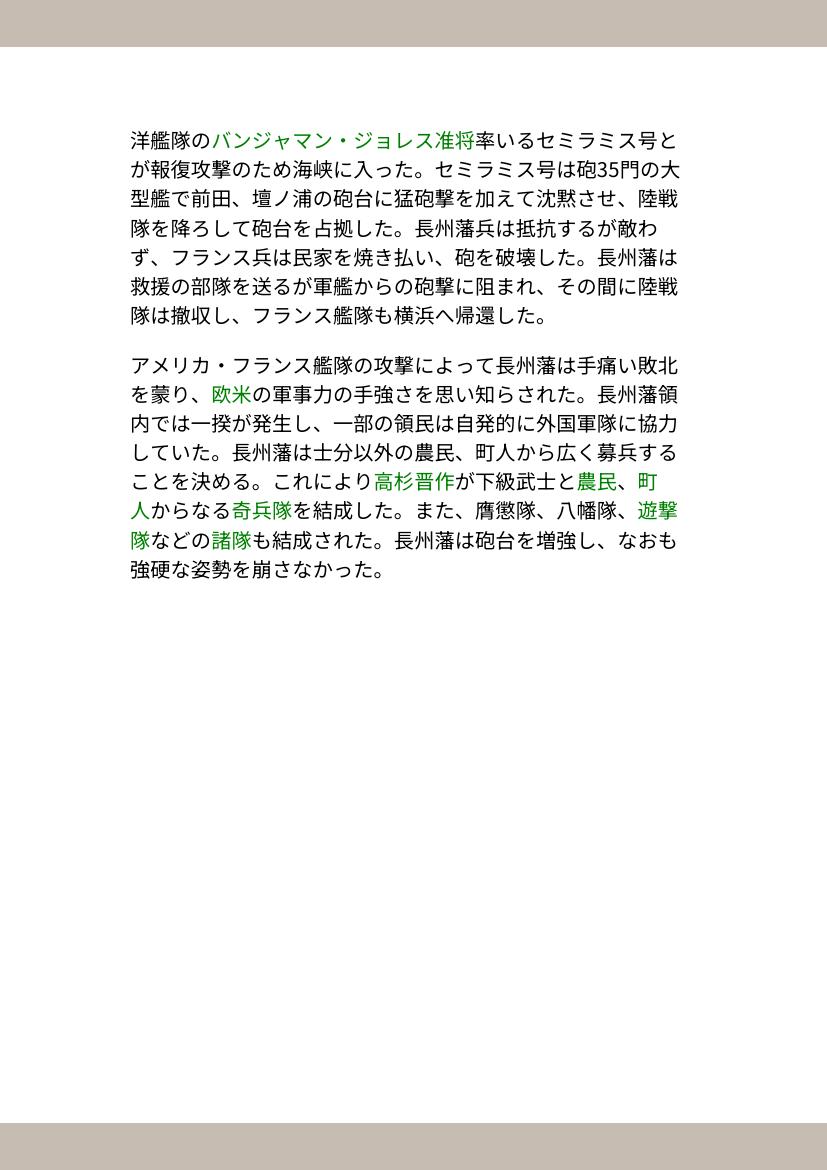 洋艦隊のバンジャマン・ジョレス准将率いるセミラミス号と
が報復攻撃のため海峡に入った。セミラミス号は砲35門の大
型艦で前田、壇ノ浦の砲台に猛砲撃を加えて沈黙させ、陸戦
隊を降ろして砲台を占拠した。長州藩兵は抵抗するが敵わ
ず、フランス兵は民家を焼き払い、砲を破壊した。長州藩は
救援の部隊を送るが軍艦からの砲撃に阻まれ、その間に陸戦
隊は撤収し、フランス艦隊も横浜へ帰還した。
アメリカ・フランス艦隊の攻撃によって長州藩は手痛い敗北
を蒙り、欧米の軍事力の手強さを思い知らされた。長州藩領
内では一揆が発生し、一部の領民は自発的に外国軍隊に協力
していた。長州藩は士分以外の農民、町人から広く募兵する
ことを決める。これにより高杉晋作が下級武士と農民、町
人からなる奇兵隊を結成した。また、膺懲隊、八幡隊、遊撃
隊などの諸隊も結成された。長州藩は砲台を増強し、なおも
強硬な姿勢を崩さなかった。